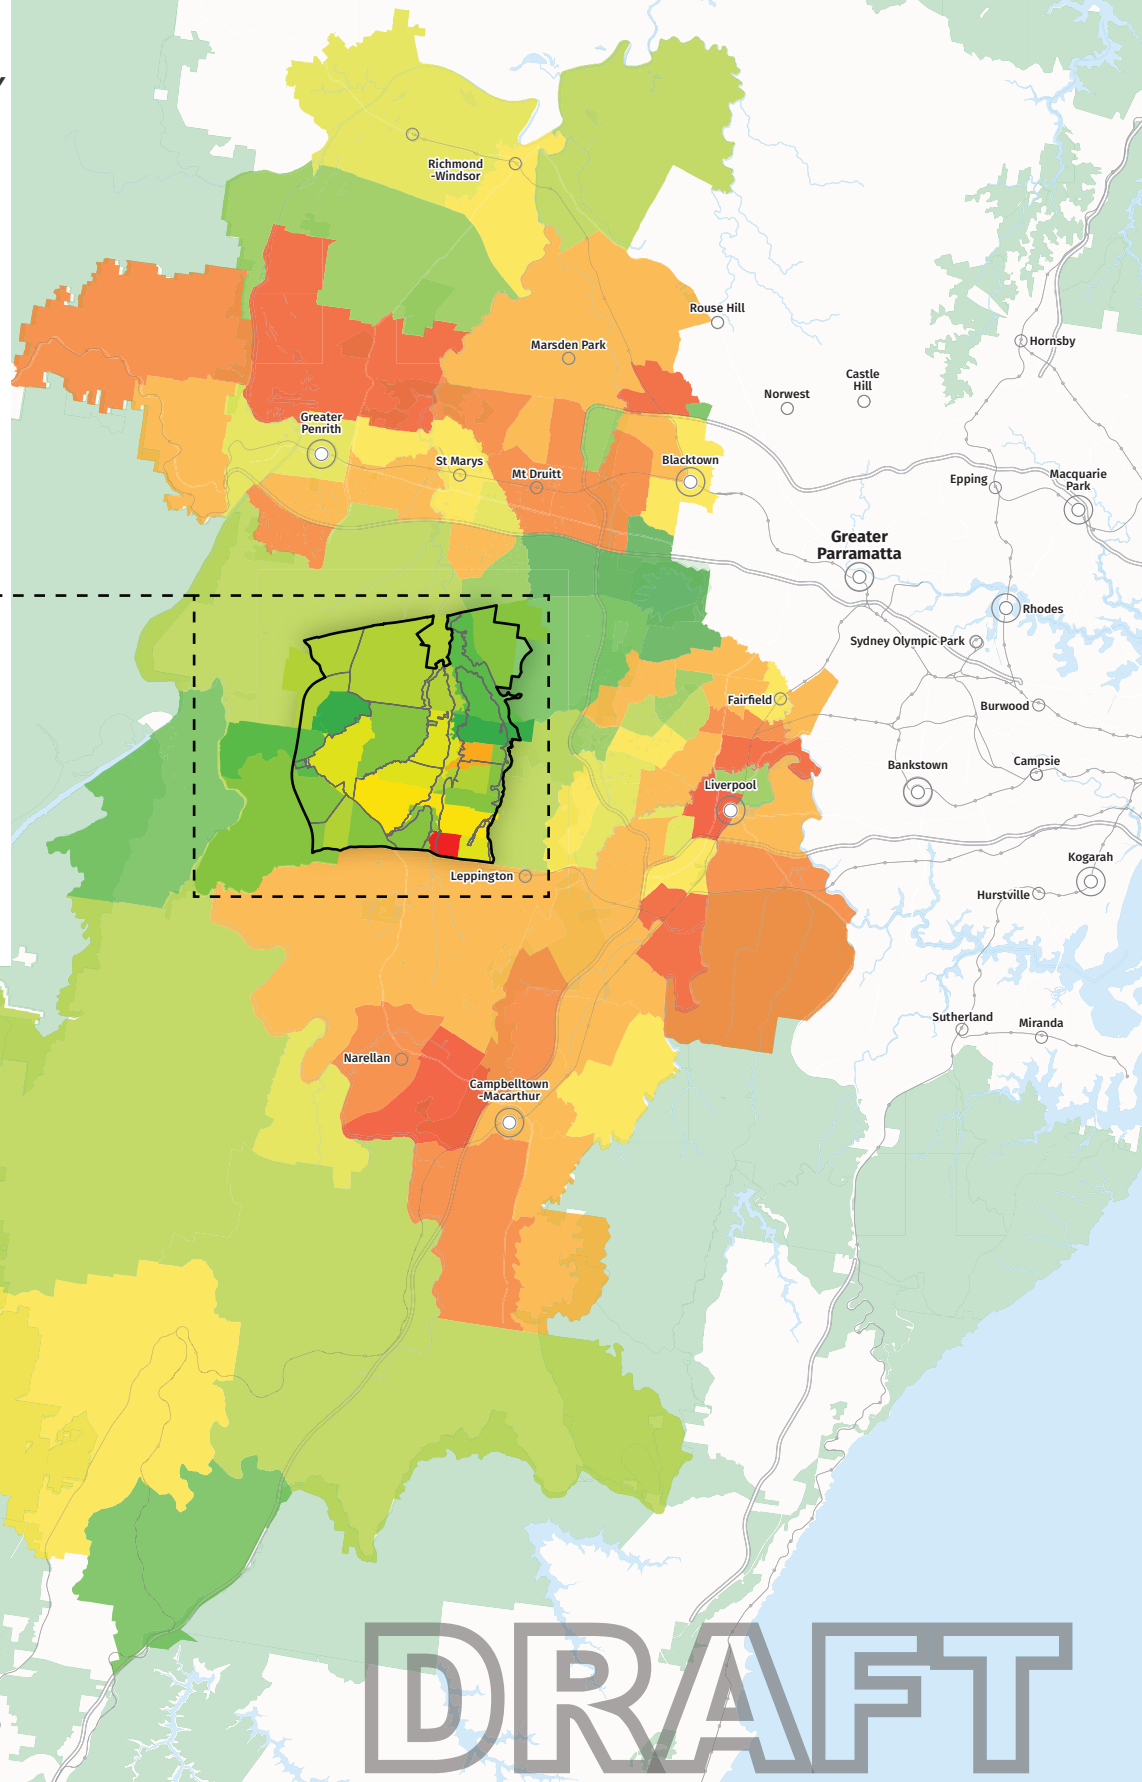 Richmond
-Windsor
Rouse Hill
Marsden Park
Hornsby
Castle
Hill
Norwest
Greater
Penrith
St Marys
Mt Druitt
Blacktown
Epping
Macquarie
Park
Greater
Parramatta
Rhodes
Sydney Olympic Park
Fairfield
Burwood
Bankstown
Campsie
Liverpool
Kogarah
Leppington
Hurstville
Sutherland
Miranda
Narellan
Campbelltown
-Macarthur
DRAFT